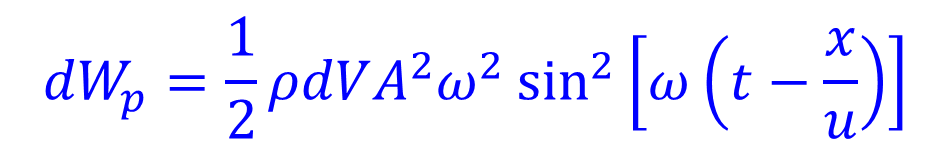 $dW_p = \frac{1}{2} \rho dV A^2 \omega^2 \sin^2 \left[ \omega \left( t - \frac{x}{u} \right) \right]$